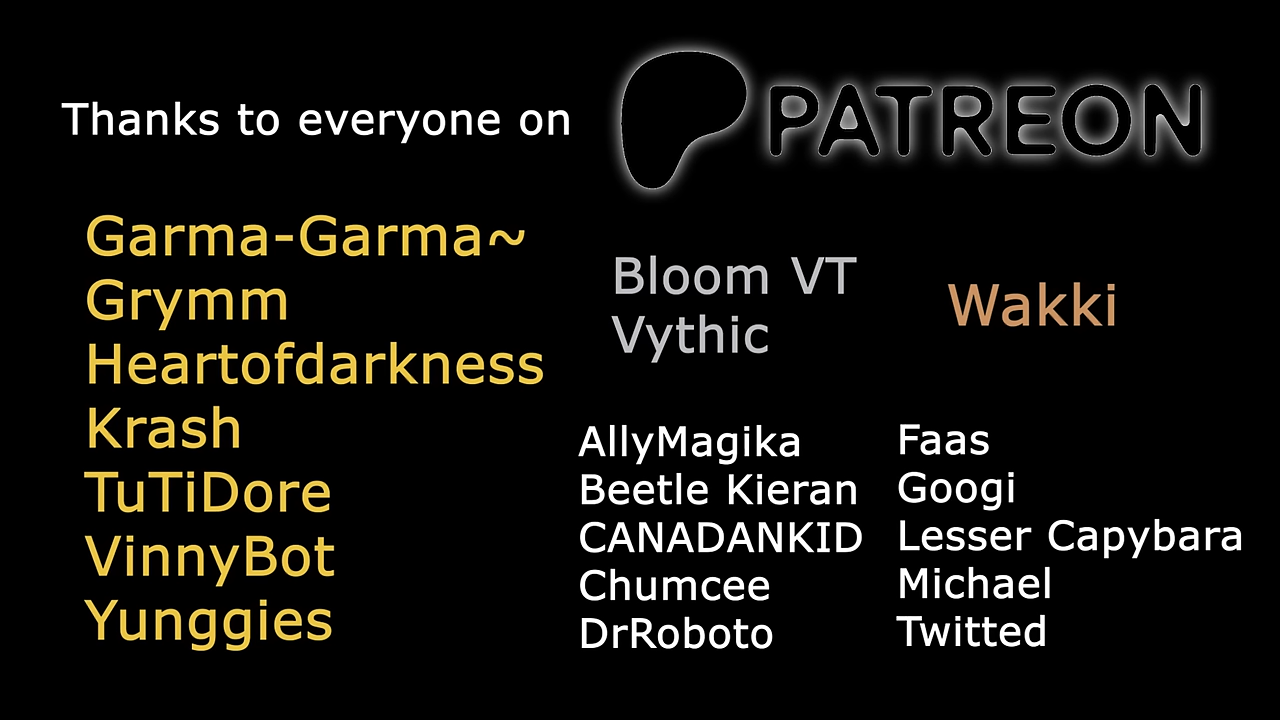 Thanks to everyone on PATREON
Garma-Garma~
Grymm
Heartofdarkness
Krash
TuTiDore
VinnyBot
Yunggies
Bloom VT
Vythic
Wakki
AllyMagika
Beetle Kieran
CANADANKID
Chumcee
DrRoboto
Faas
Googi
Lesser Capybara
Michael
Twitted